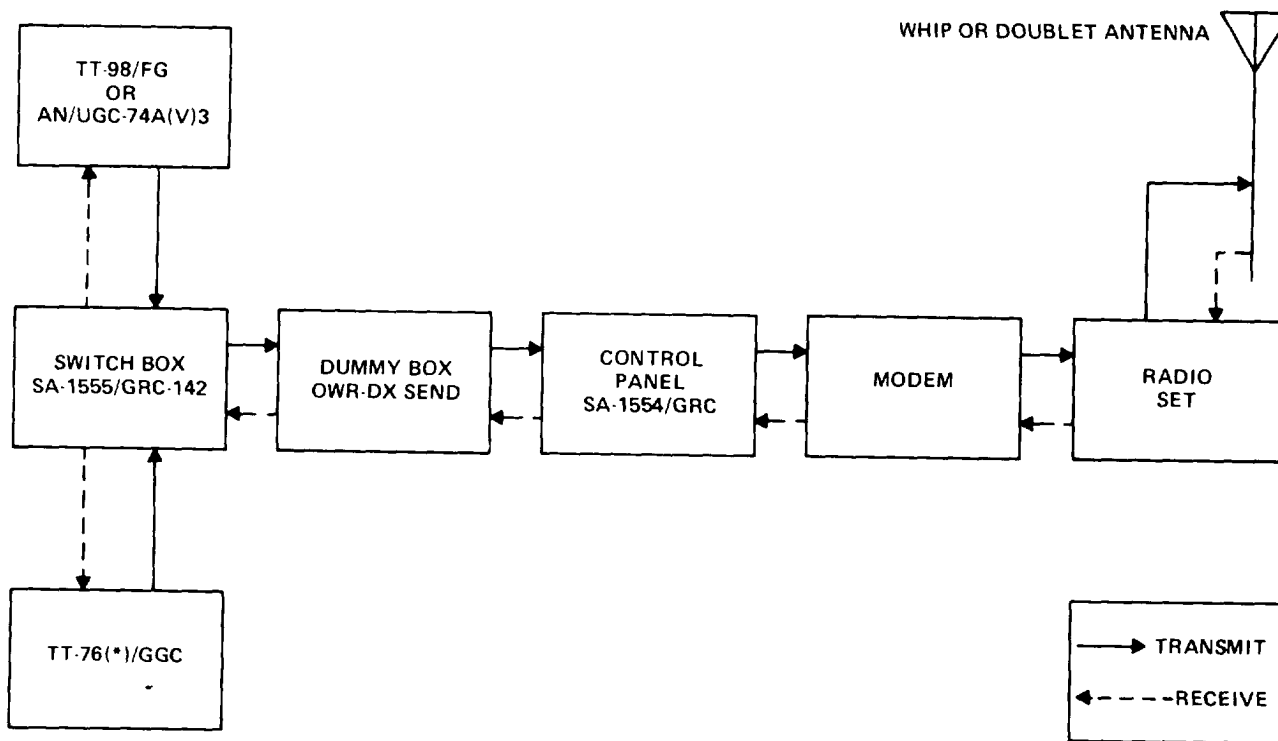 WHIP OR DOUBLET ANTENNA
TT-98/FG
OR
AN/UGC-74A(V)3
SWITCH BOX
SA-1555/GRC-142
DUMMY BOX
OWR-DX SEND
CONTROL
PANEL
SA-1554/GRC
MODEM
RADIO
SET
TT-76(*)/GGC
TRANSMIT
RECEIVE